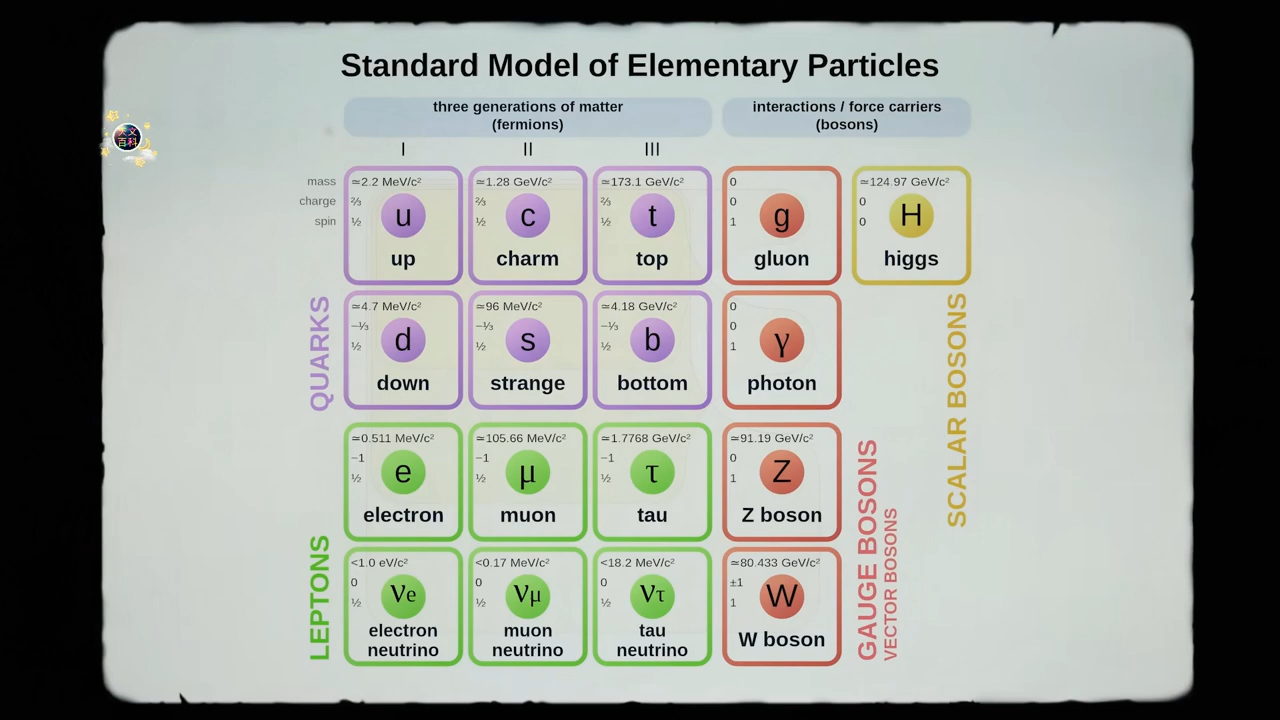 Standard Model of Elementary Particles
three generations of matter
(fermions)
interactions / force carriers
(bosons)
I II III
天文
百科
mass
charge
spin
≃2.2 MeV/c²
⅔
½
u
up
≃1.28 GeV/c²
⅔
½
c
charm
≃173.1 GeV/c²
⅔
½
t
top
0
0
1
g
gluon
≃124.97 GeV/c²
0
0
H
higgs
QUARKS
≃4.7 MeV/c²
−⅓
½
d
down
≃96 MeV/c²
−⅓
½
s
strange
≃4.18 GeV/c²
−⅓
½
b
bottom
0
0
1
γ
photon
SCALAR BOSONS
≃0.511 MeV/c²
−1
½
e
electron
≃105.66 MeV/c²
−1
½
μ
muon
≃1.7768 GeV/c²
−1
½
τ
tau
≃91.19 GeV/c²
0
1
Z
Z boson
GAUGE BOSONS
VECTOR BOSONS
LEPTONS
<1.0 eV/c²
0
½
νe
electron
neutrino
<0.17 MeV/c²
0
½
νμ
muon
neutrino
<18.2 MeV/c²
0
½
ντ
tau
neutrino
≃80.433 GeV/c²
±1
1
W
W boson